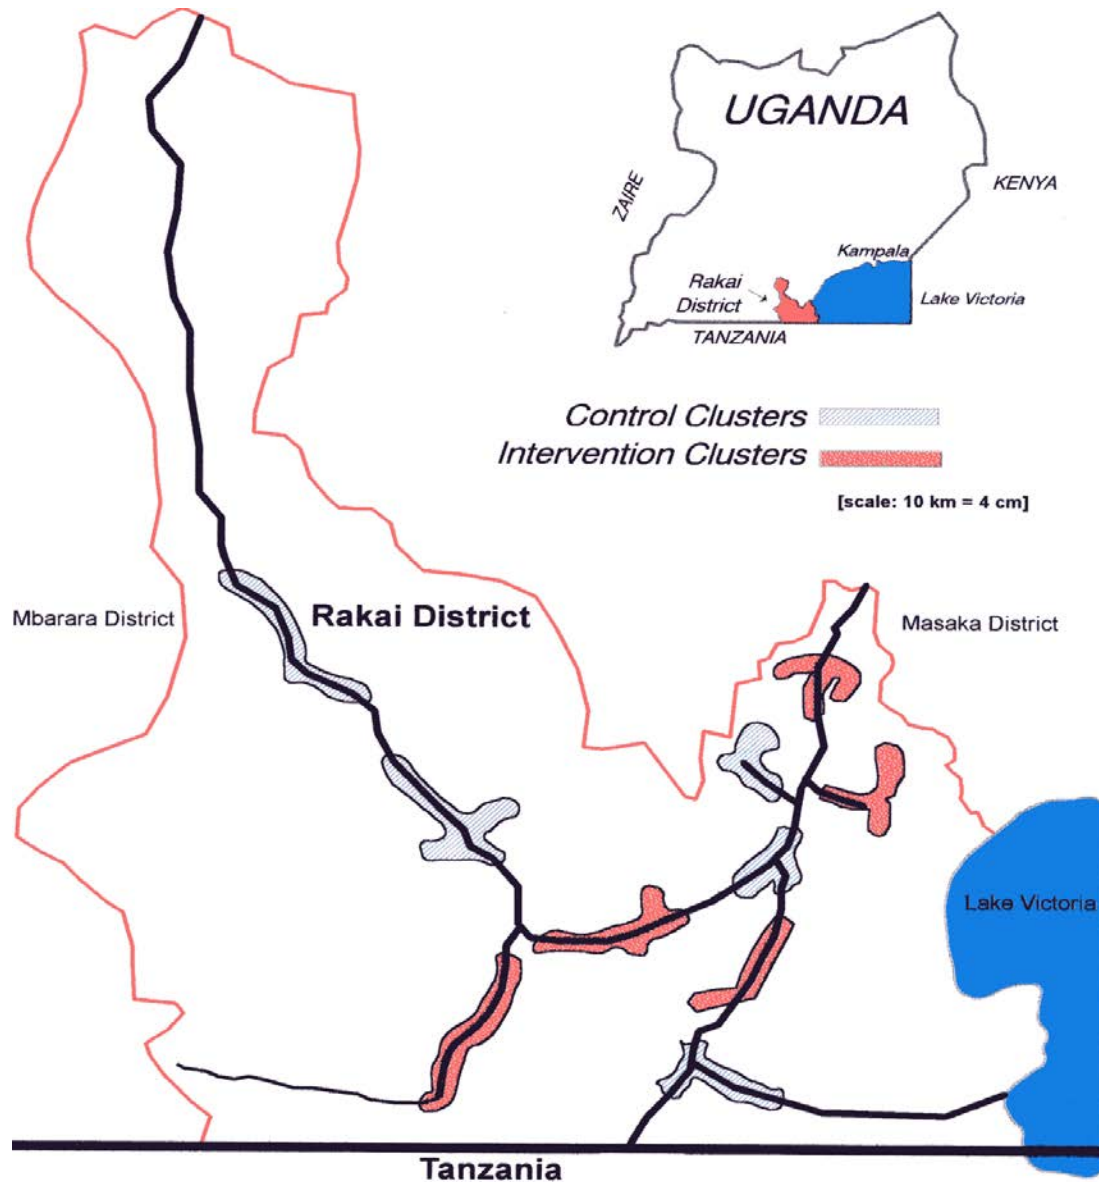 UGANDA
ZAIRE
KENYA
Kampala
Rakai
District
Lake Victoria
TANZANIA
Control Clusters
Intervention Clusters
[scale: 10 km = 4 cm]
Mbarara District
Rakai District
Masaka District
Lake Victoria
Tanzania